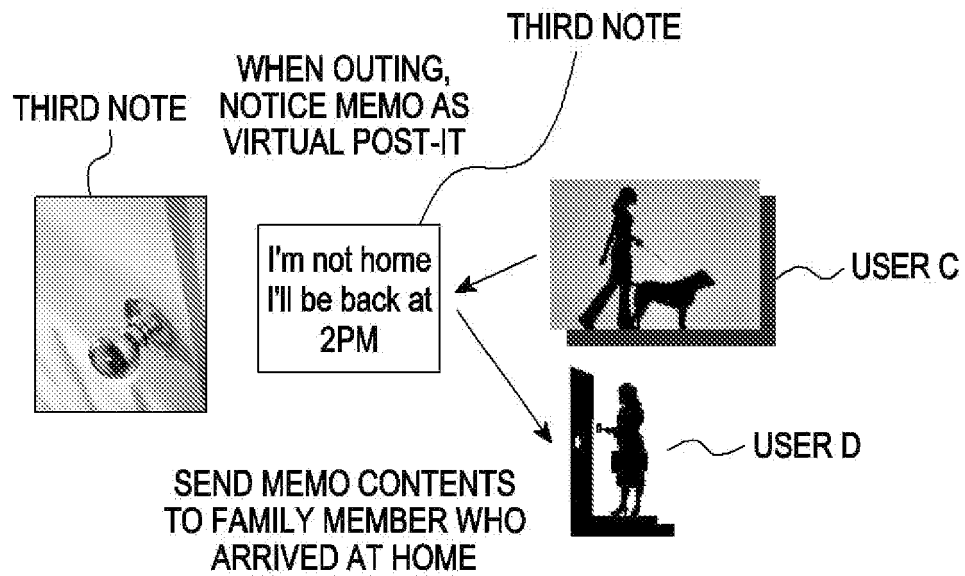 THIRD NOTE
WHEN OUTING,
NOTICE MEMO AS
VIRTUAL POST-IT
THIRD NOTE
I'm not home
I'll be back at
2PM
USER C
USER D
SEND MEMO CONTENTS
TO FAMILY MEMBER WHO
ARRIVED AT HOME